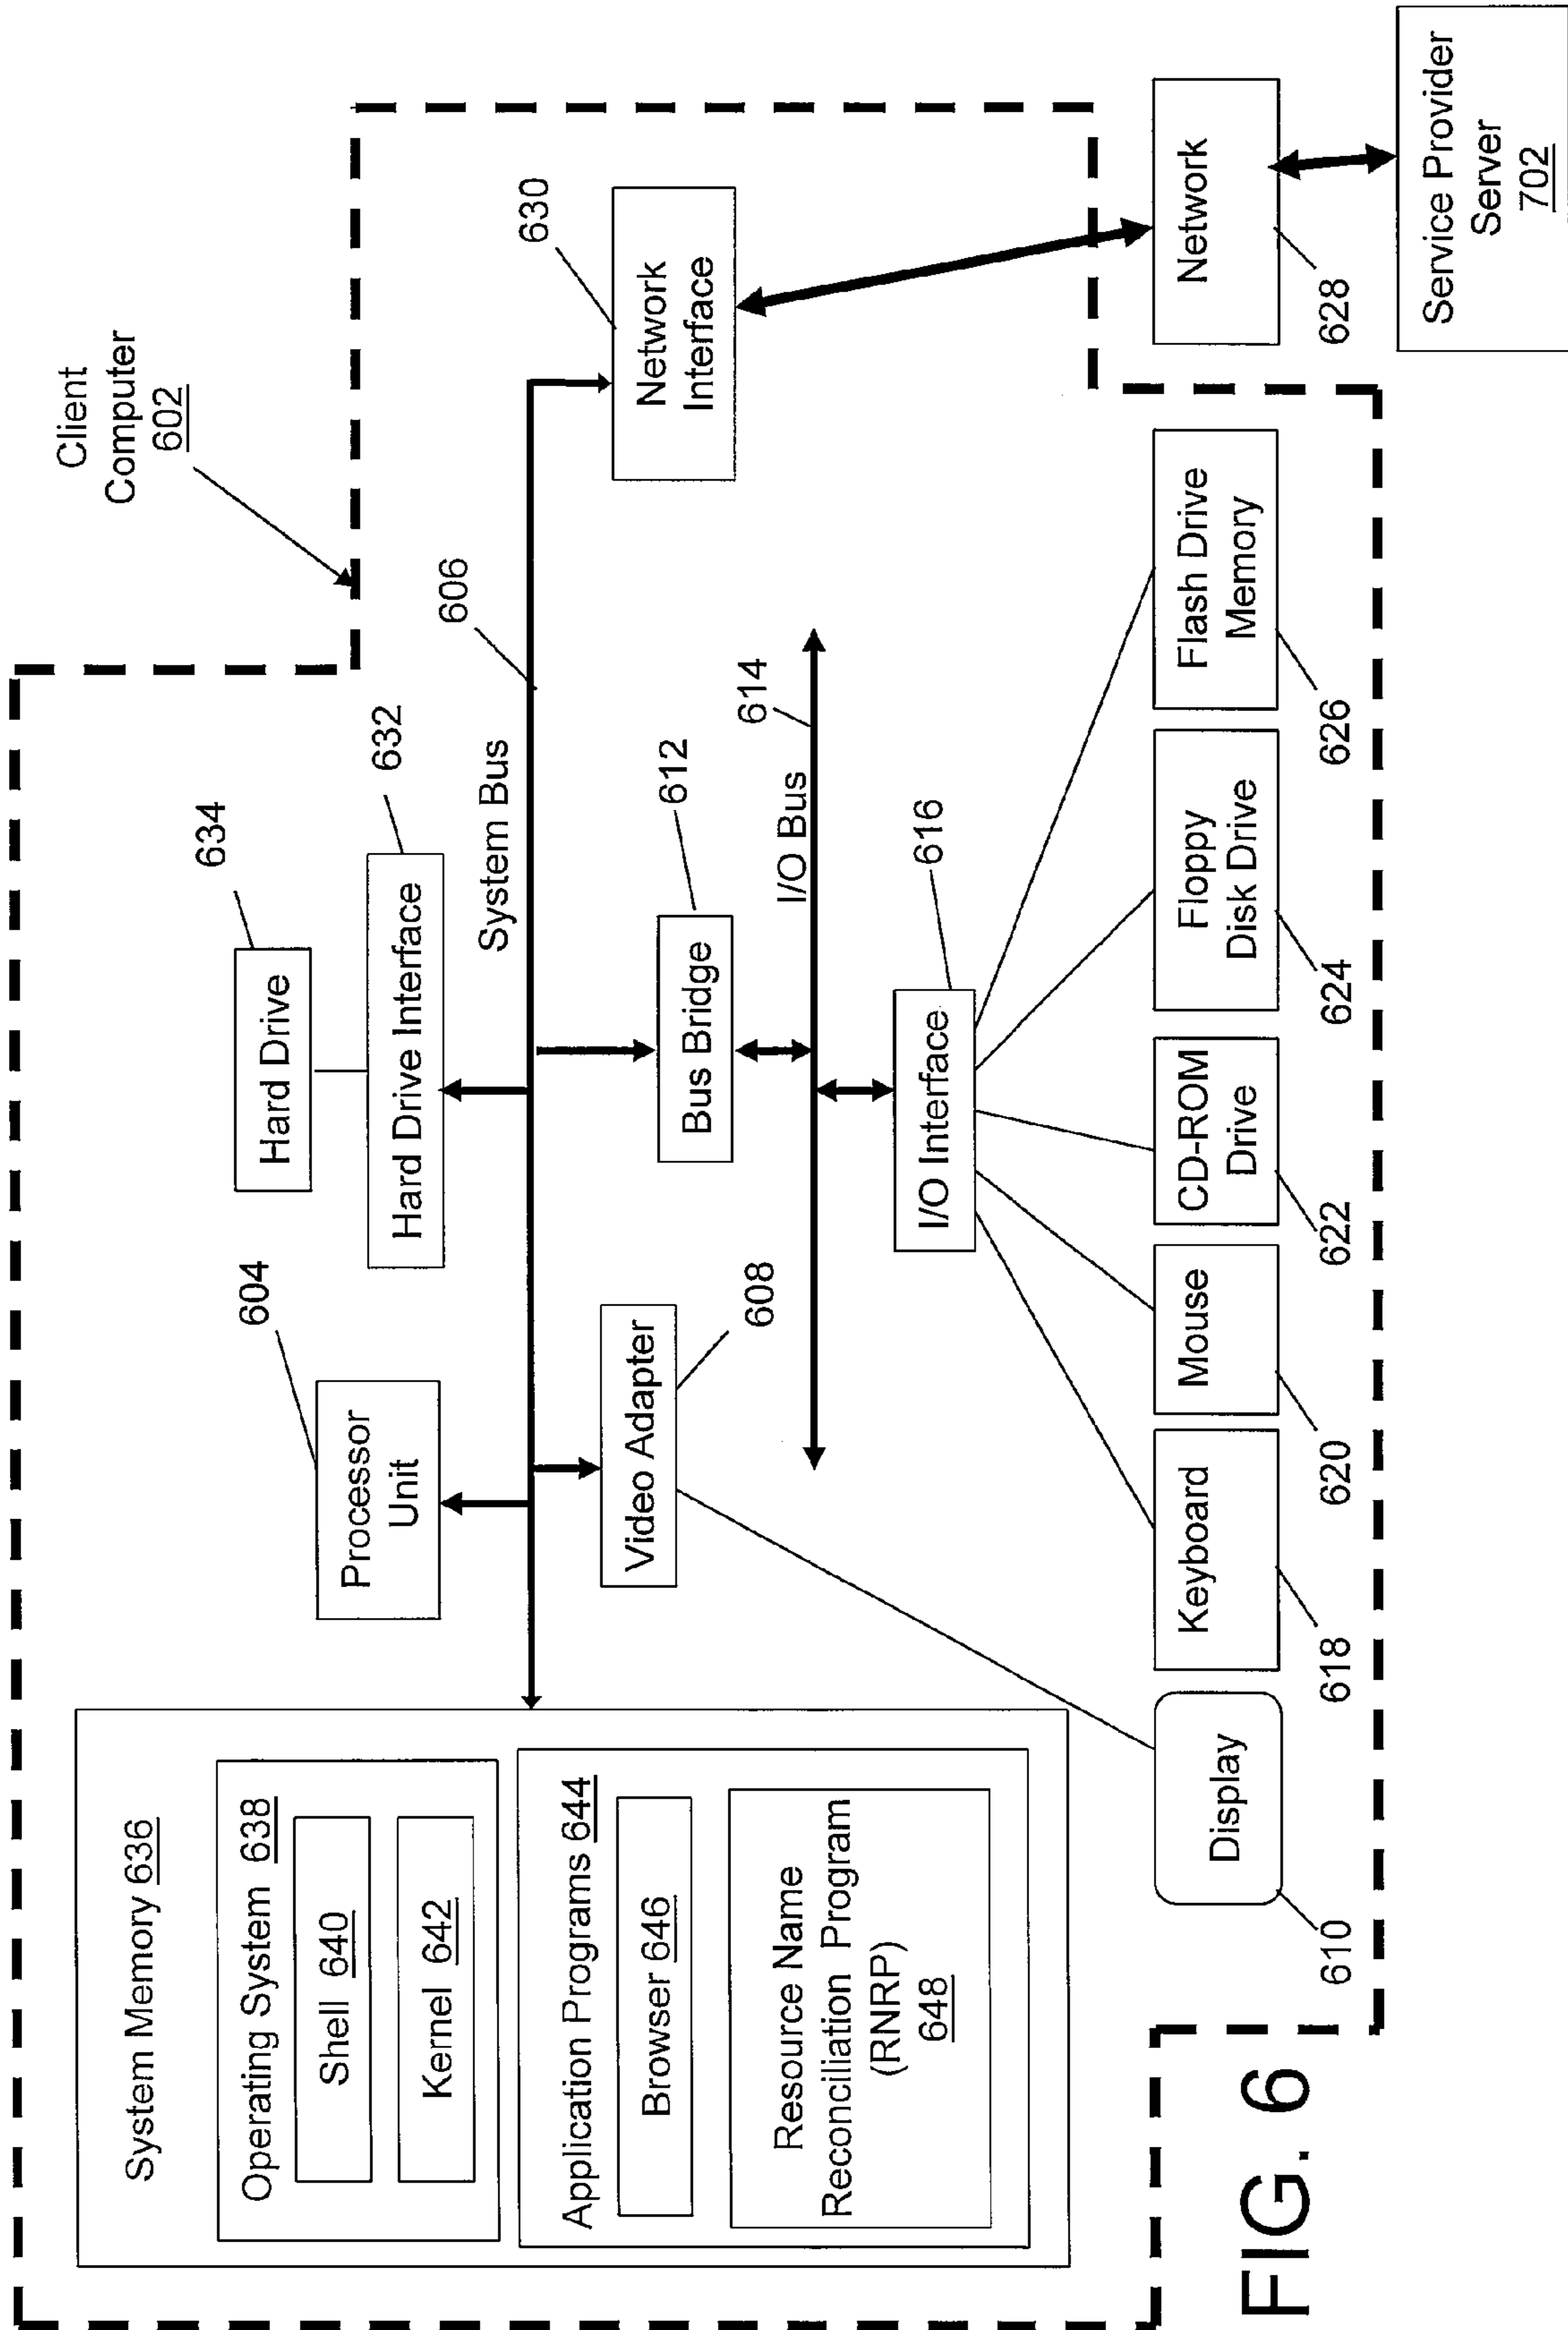 Client
Computer
602
System Memory 636
Operating System 638
Shell 640
Kernel 642
Application Programs 644
Browser 646
Resource Name
Reconciliation Program
(RNRP)
648
604
Processor
Unit
634
Hard Drive
632
Hard Drive Interface
System Bus
606
630
Network
Interface
Video Adapter
608
612
Bus Bridge
614
I/O Bus
616
I/O Interface
Display
610
Keyboard
618
Mouse
620
CD-ROM
Drive
622
Floppy
Disk Drive
624
Flash Drive
Memory
626
Network
628
Service Provider
Server
702
FIG. 6